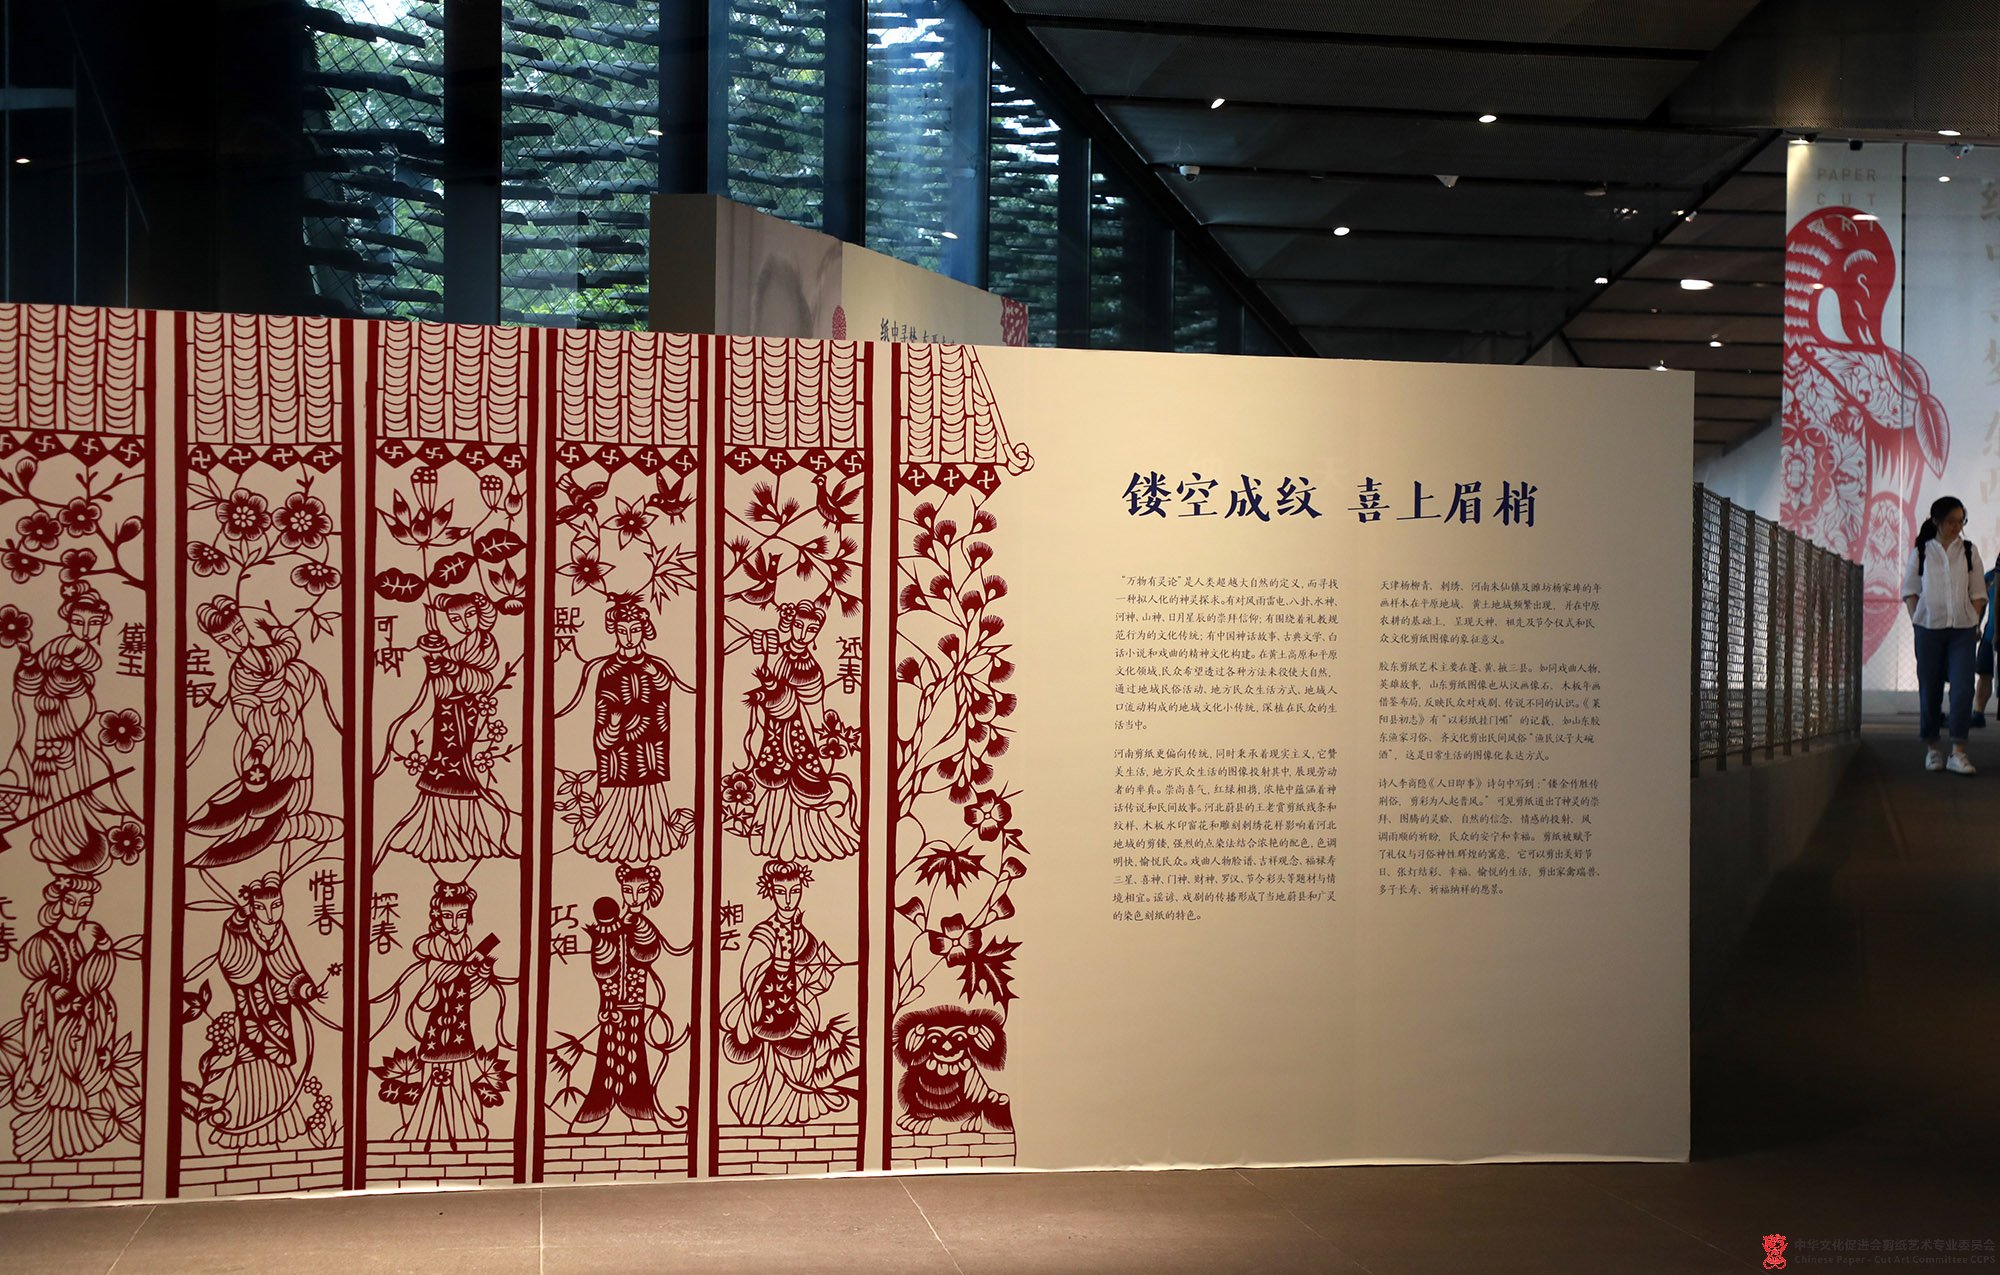 PAPER
CUT
ART
纸中寻梦
镂空成纹 喜上眉梢
黛玉
宝钗
可卿
熙凤
迎春
元春
惜春
探春
巧姐
湘云
“万物有灵论”是人类超越大自然的定义，而寻找
一种拟人化的神灵探求。有对风雨雷电、八卦、水神、
河神、山神、日月星辰的崇拜信仰；有围绕着礼教规
范行为的文化传统；有中国神话故事、古典文学、白
话小说和戏曲的精神文化构建。在黄土高原和平原
文化领域，民众希望透过各种方法来役使大自然，
通过地域民俗活动、地方民众生活方式、地域人
口流动构成的地域文化小传统，深植在民众的生
活当中。
河南剪纸更偏向传统，同时秉承着现实主义，它赞
美生活，地方民众生活的图像投射其中，展现劳动
者的率真。崇尚喜气，红绿相携，浓艳中蕴涵着神
话传说和民间故事。河北蔚县的王老赏剪纸线条和
纹样、木板水印窗花和雕刻刺绣花样影响着河北
地域的剪镂，强烈的点染法结合浓艳的配色，色调
明快，愉悦民众。戏曲人物脸谱、吉祥观念、福禄寿
三星、喜神、门神、财神、罗汉、节令彩头等题材与情
境相宜。谣谚、戏剧的传播形成了当地蔚县和广灵
的染色刻纸的特色。
天津杨柳青、刺绣、河南朱仙镇及潍坊杨家埠的年
画样本在平原地域、黄土地域频繁出现，并在中原
农耕的基础上，呈现天神、祖先及节令仪式和民
众文化剪纸图像的象征意义。
胶东剪纸艺术主要在蓬、黄、掖三县。如同戏曲人物、
英雄故事，山东剪纸图像也从汉画像石、木板年画
借鉴布局，反映民众对戏剧、传说不同的认识。《莱
阳县初志》有“以彩纸挂门楣”的记载，如山东胶
东渔家习俗、齐文化剪出民间风俗“渔民汉子大碗
酒”，这是日常生活的图像化表达方式。
诗人李商隐《人日即事》诗句中写到：“镂金作胜传
荆俗，剪彩为人起晋风。”可见剪纸道出了神灵的崇
拜、图腾的灵验、自然的信念、情感的投射、风
调雨顺的祈盼，民众的安宁和幸福。剪纸被赋予
了礼仪与习俗神性辉煌的寓意，它可以剪出美好节
日、张灯结彩、幸福、愉悦的生活，剪出家禽瑞兽、
多子长寿、祈福纳祥的愿景。
中华文化促进会剪纸艺术专业委员会
Chinese Paper - Cut Art Committee CCPS